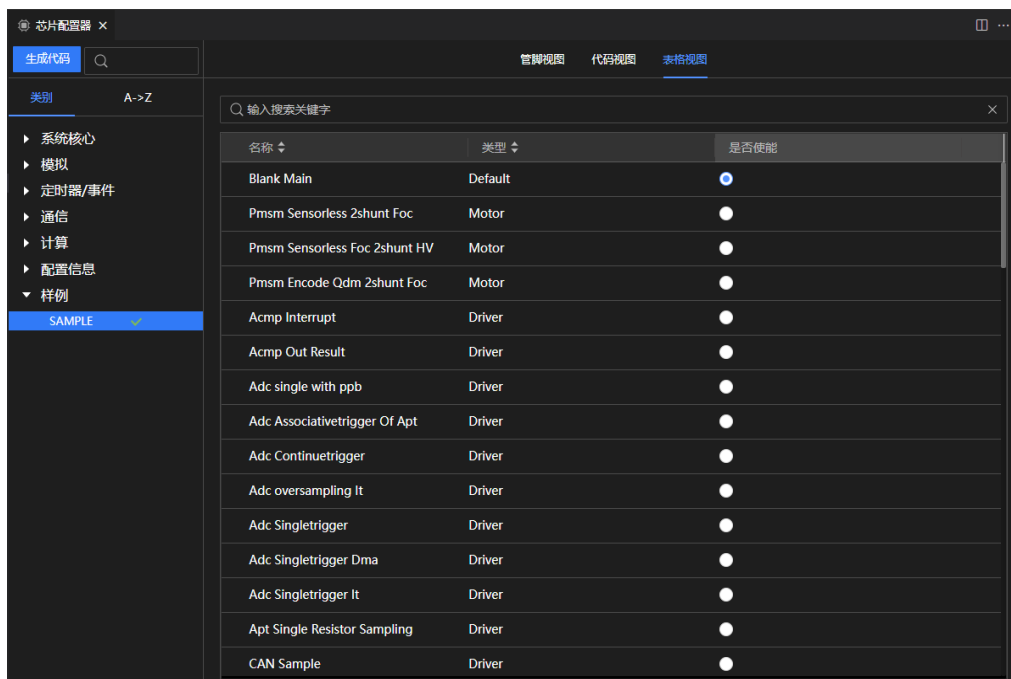 芯片配置器 ×
生成代码
管脚视图 代码视图 表格视图
类别 A->Z
系统核心
模拟
定时器/事件
通信
计算
配置信息
样例
SAMPLE
输入搜索关键字
名称 类型 是否使能
Blank Main Default
Pmsm Sensorless 2shunt Foc Motor
Pmsm Sensorless Foc 2shunt HV Motor
Pmsm Encode Qdm 2shunt Foc Motor
Acmp Interrupt Driver
Acmp Out Result Driver
Adc single with ppb Driver
Adc Associativetrigger Of Apt Driver
Adc Continuetrigger Driver
Adc oversampling It Driver
Adc Singletrigger Driver
Adc Singletrigger Dma Driver
Adc Singletrigger It Driver
Apt Single Resistor Sampling Driver
CAN Sample Driver